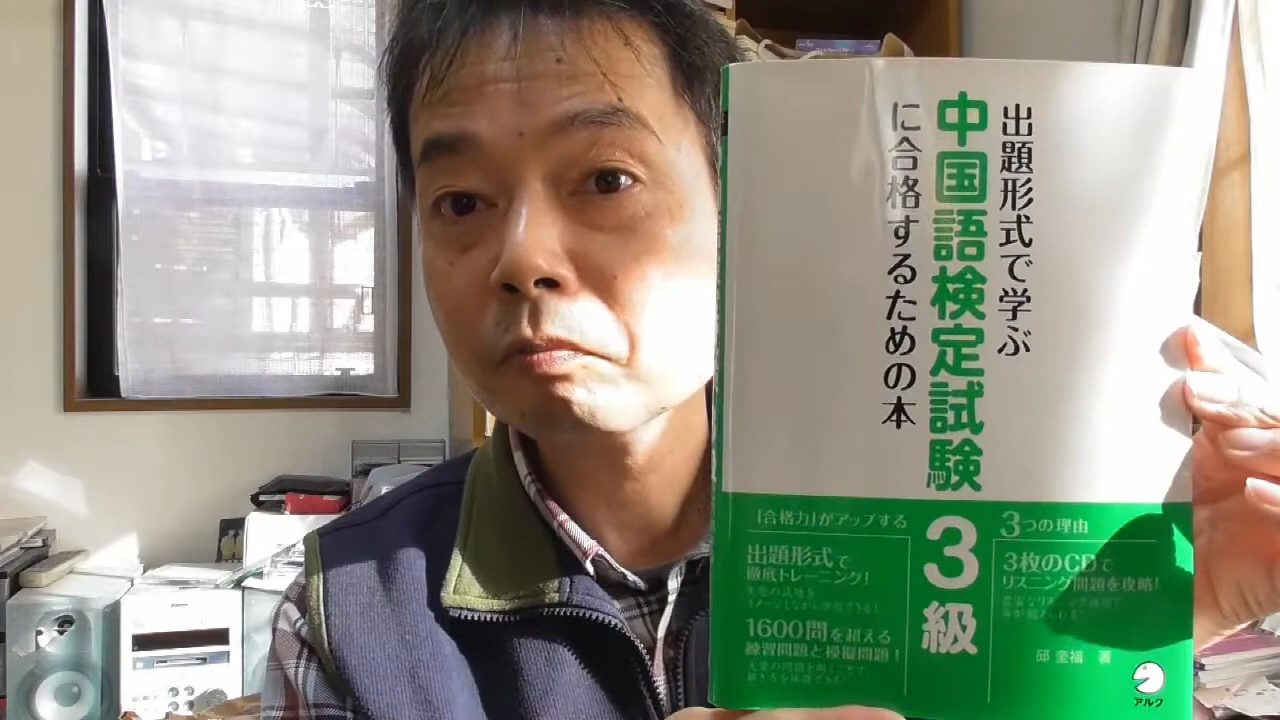 出題形式で学ぶ
中国語検定試験
3級
に合格するための本
「合格力」がアップする
3つの理由
出題形式で
徹底トレーニング!
1600問を超える
練習問題と模擬問題!
3枚のCDで
リスニング問題を攻略!
邱 奎福 著
アルク